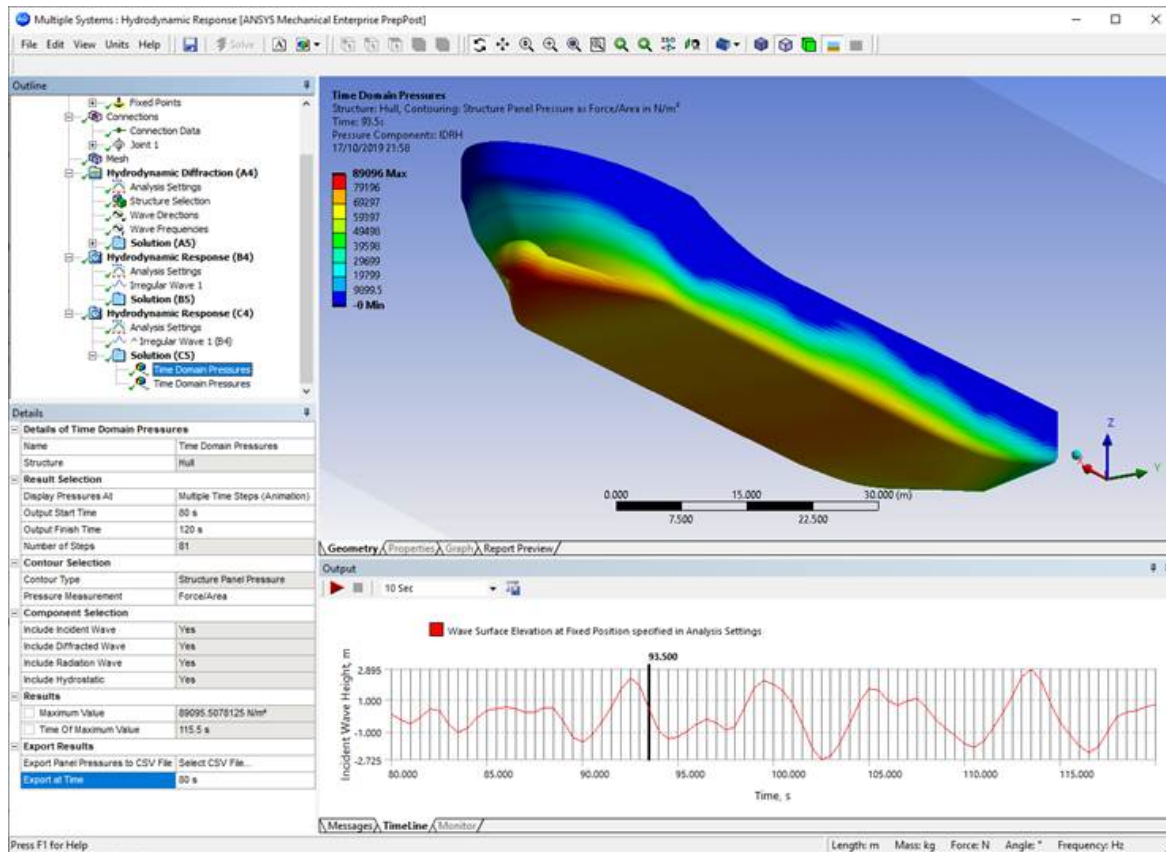 Multiple Systems : Hydrodynamic Response [ANSYS Mechanical Enterprise PrepPost]
File Edit View Units Help Solve
Outline
Fixed Points
Connections
Connection Data
Joint 1
Mesh
Hydrodynamic Diffraction (A4)
Analysis Settings
Structure Selection
Wave Directions
Wave Frequencies
Solution (A5)
Hydrodynamic Response (B4)
Analysis Settings
Irregular Wave 1
Solution (B5)
Hydrodynamic Response (C4)
Analysis Settings
^ Irregular Wave 1 (B4)
Solution (C5)
Time Domain Pressures
Time Domain Pressures
Details
Details of Time Domain Pressures
Name Time Domain Pressures
Structure Hull
Result Selection
Display Pressures At Multiple Time Steps (Animation)
Output Start Time 80 s
Output Finish Time 120 s
Number of Steps 81
Contour Selection
Contour Type Structure Panel Pressure
Pressure Measurement Force/Area
Component Selection
Include Incident Wave Yes
Include Diffracted Wave Yes
Include Radiation Wave Yes
Include Hydrostatic Yes
Results
Maximum Value 89095.5078125 N/m²
Time Of Maximum Value 115.5 s
Export Results
Export Panel Pressures to CSV File Select CSV File...
Export at Time 80 s
Time Domain Pressures
Structure: Hull, Contouring: Structure Panel Pressure as Force/Area in N/m²
Time: 93.5s
Pressure Components: IDRH
17/10/2019 21:58
89096 Max
79196
69297
59397
49498
39598
29699
19799
9899.5
-0 Min
Z
Y
0.000 15.000 30.000 (m)
7.500 22.500
Geometry Properties Graph Report Preview
Output
10 Sec
Wave Surface Elevation at Fixed Position specified in Analysis Settings
93.500
Incident Wave Height, m
2.895
1.000
-1.000
-2.725
80.000 85.000 90.000 95.000 100.000 105.000 110.000 115.000
Time, s
Messages TimeLine Monitor
Press F1 for Help Length: m Mass: kg Force: N Angle: ° Frequency: Hz